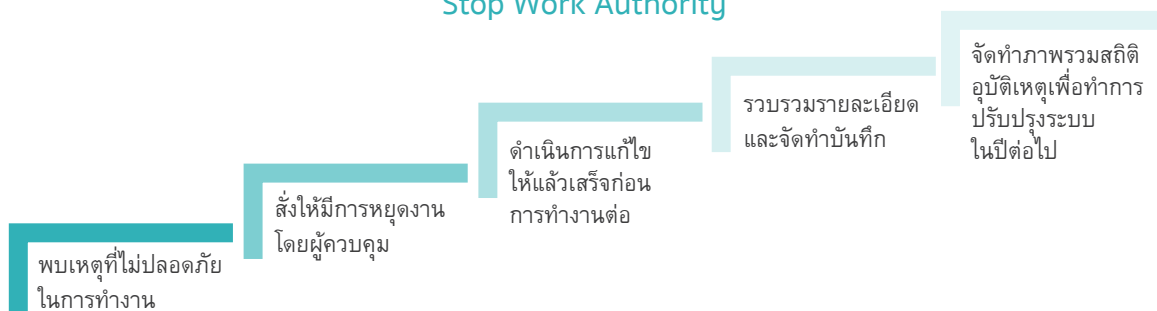 Stop Work Authority
พบเหตุที่ไม่ปลอดภัย
ในการทำงาน
สั่งให้มีการหยุดงาน
โดยผู้ควบคุม
ดำเนินการแก้ไข
ให้แล้วเสร็จก่อน
การทำงานต่อ
รวบรวมรายละเอียด
และจัดทำบันทึก
จัดทำภาพรวมสถิติ
อุบัติเหตุเพื่อทำการ
ปรับปรุงระบบ
ในปีต่อไป